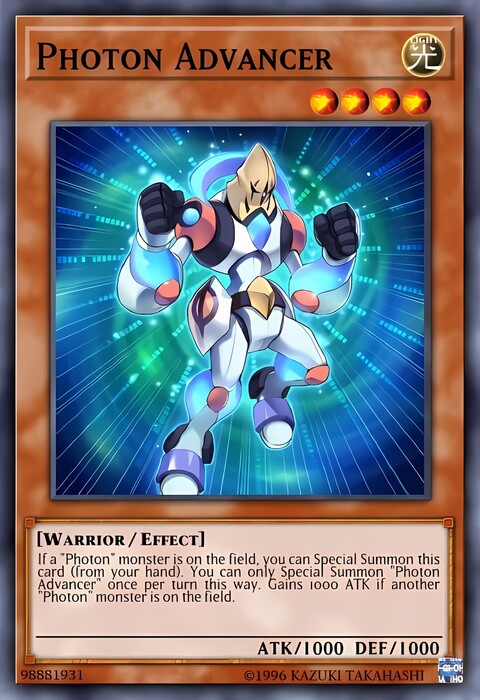 PHOTON ADVANCER
LIGHT
光
[WARRIOR / EFFECT]
If a "Photon" monster is on the field, you can Special Summon this
card (from your hand). You can only Special Summon "Photon
Advancer" once per turn this way. Gains 1000 ATK if another
"Photon" monster is on the field.
ATK/1000 DEF/1000
98881931
©1996 KAZUKI TAKAHASHI